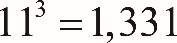 11³ = 1,331